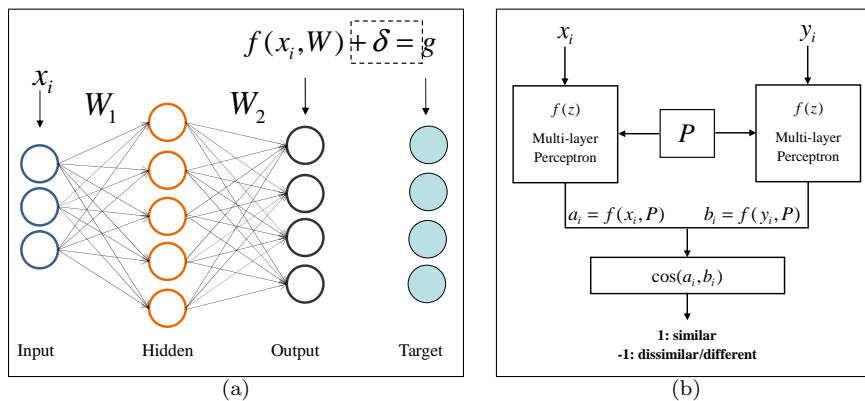 f(x_i, W) + δ = g
x_i
W_1
W_2
Input
Hidden
Output
Target
(a)
x_i
y_i
f(z)
Multi-layer
Perceptron
P
f(z)
Multi-layer
Perceptron
a_i = f(x_i, P)
b_i = f(y_i, P)
cos(a_i, b_i)
1: similar
-1: dissimilar/different
(b)